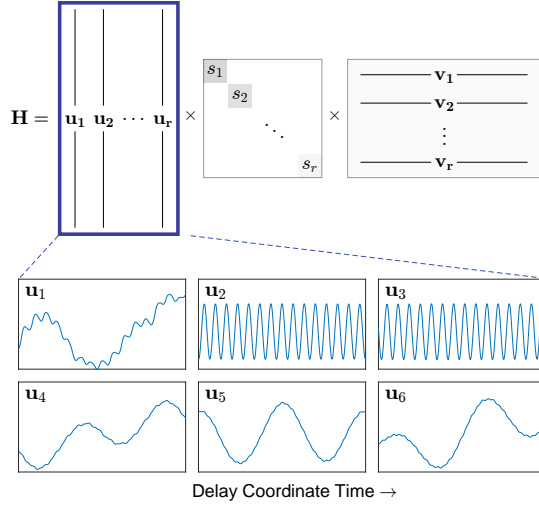 H = u₁ u₂ ⋯ uᵣ × s₁ s₂ ⋱ sᵣ × v₁ v₂ ⋮ vᵣ
u₁ u₂ u₃
u₄ u₅ u₆
Delay Coordinate Time →